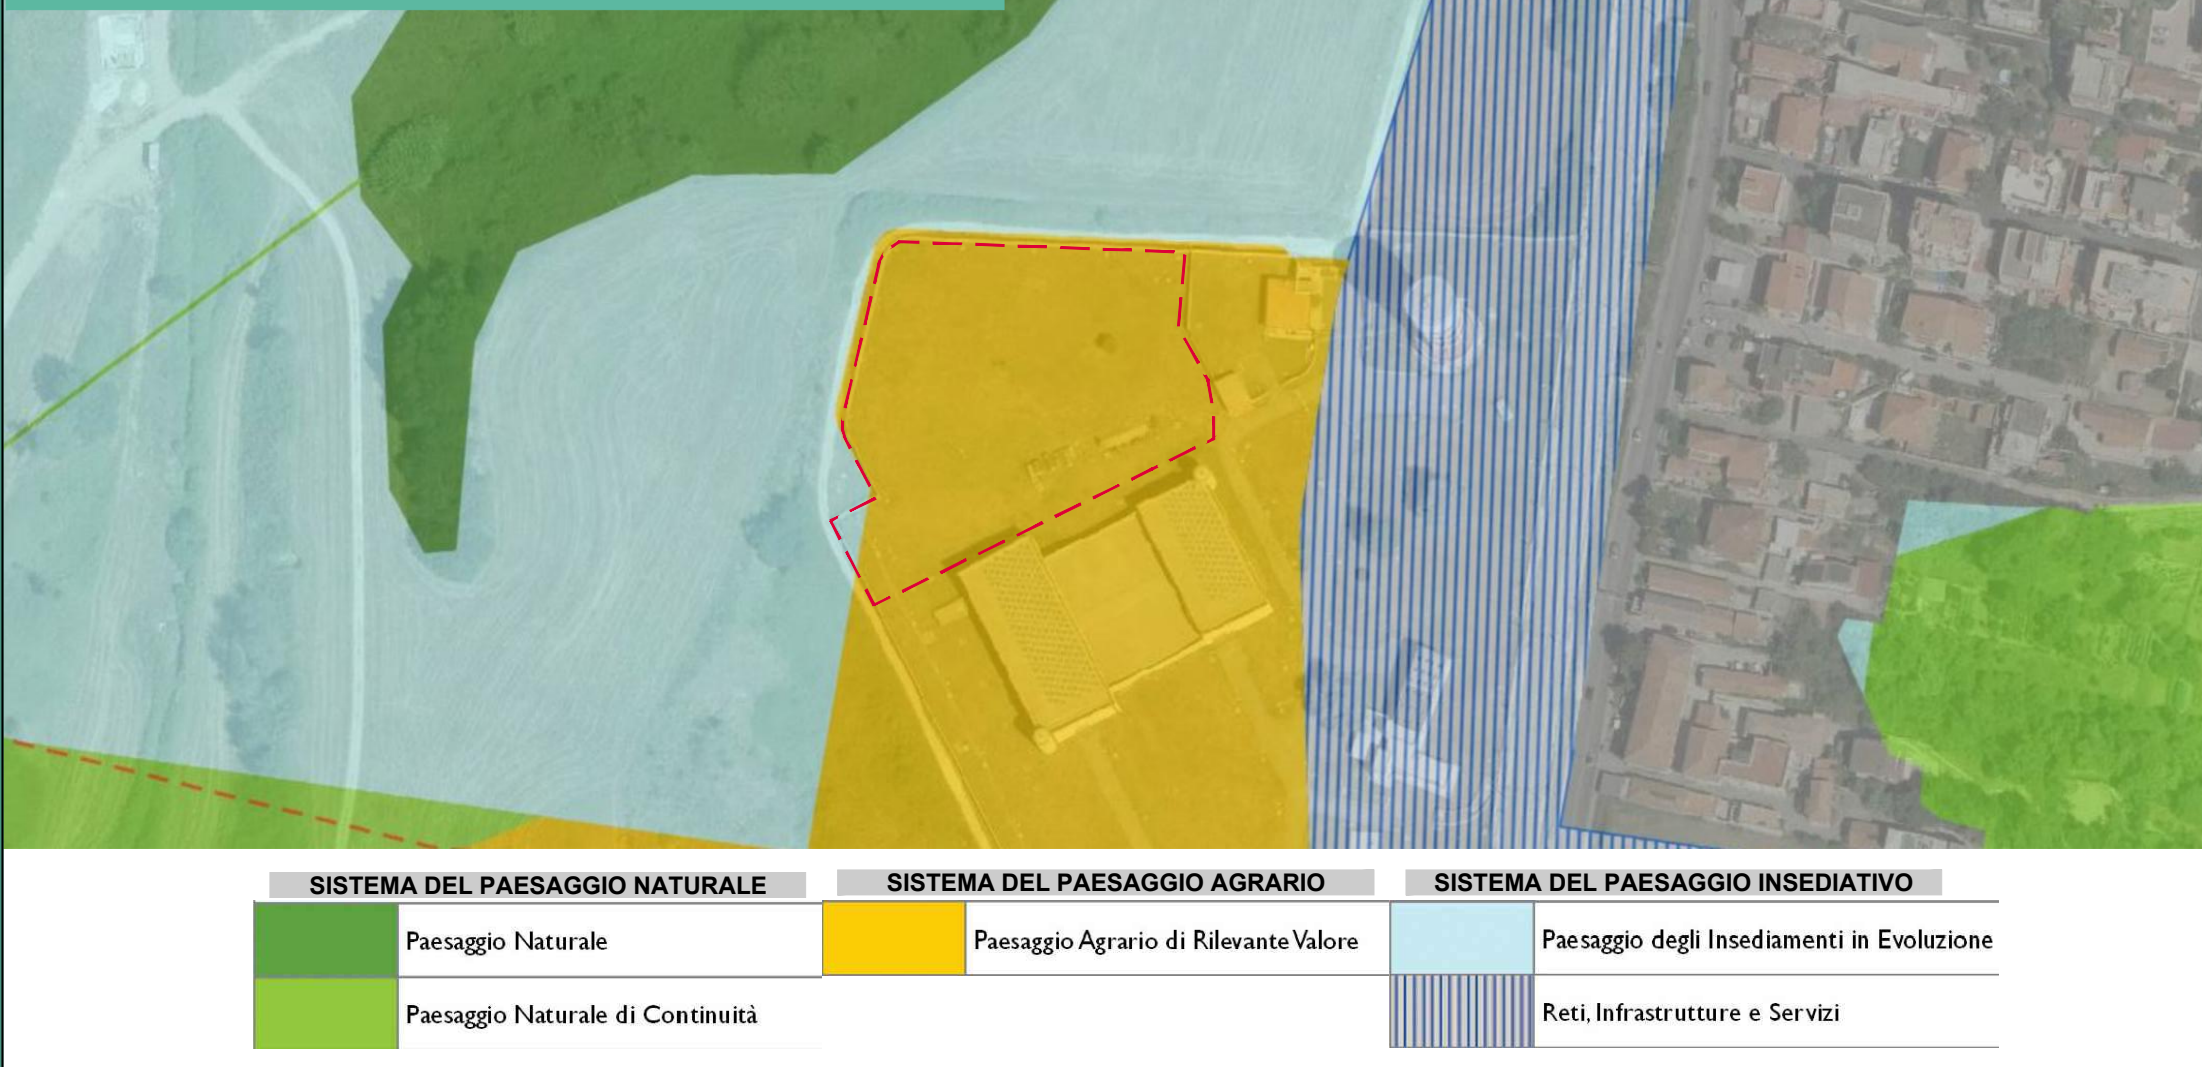 SISTEMA DEL PAESAGGIO NATURALE
Paesaggio Naturale
Paesaggio Naturale di Continuità
SISTEMA DEL PAESAGGIO AGRARIO
Paesaggio Agrario di Rilevante Valore
SISTEMA DEL PAESAGGIO INSEDIATIVO
Paesaggio degli Insediamenti in Evoluzione
Reti, Infrastrutture e Servizi